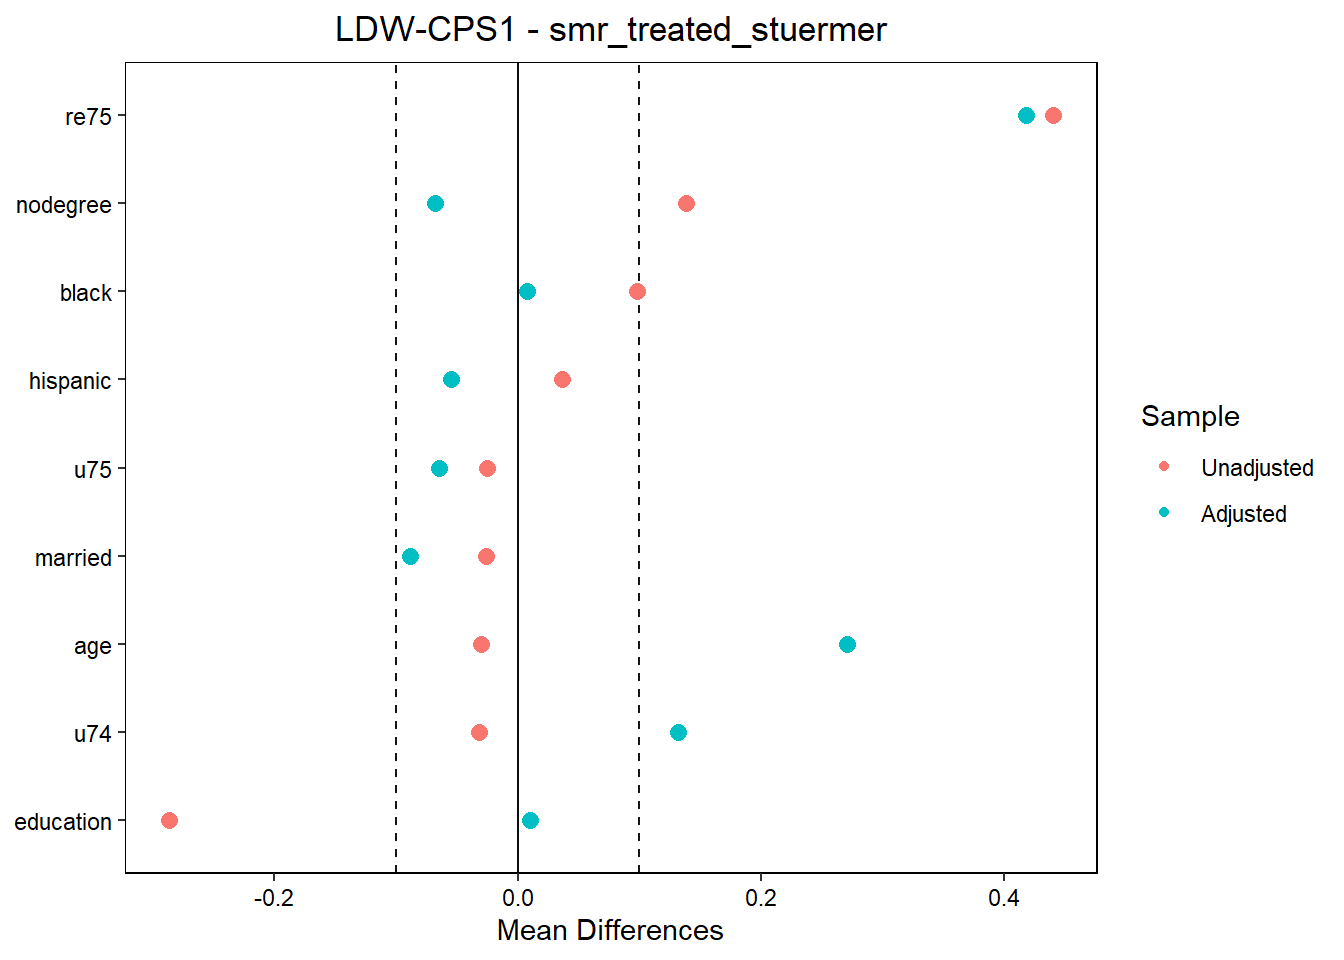 LDW-CPS1 - smr_treated_stuermer
re75
nodegree
black
hispanic
u75
married
age
u74
education
-0.2 0.0 0.2 0.4
Mean Differences
Sample
Unadjusted
Adjusted